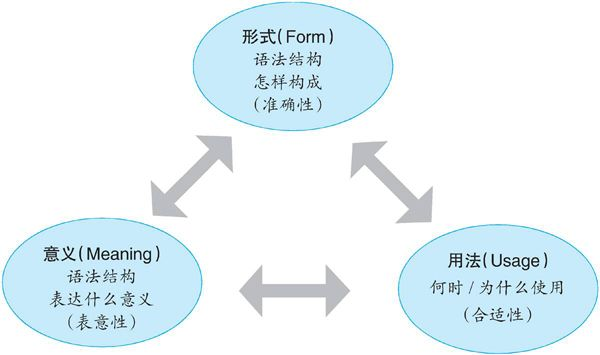 形式(Form)
语法结构
怎样构成
(准确性)
意义(Meaning)
语法结构
表达什么意义
(表意性)
用法(Usage)
何时/为什么使用
(合适性)